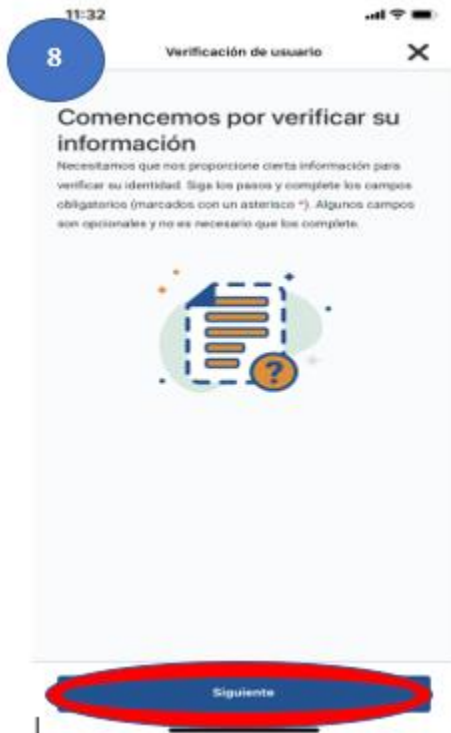 11:32
8
Verificación de usuario
Comencemos por verificar su
información
Necesitamos que nos proporcione cierta información para
verificar su identidad. Siga los pasos y complete los campos
obligatorios (marcados con un asterisco *). Algunos campos
son opcionales y no es necesario que los complete.
?
Siguiente